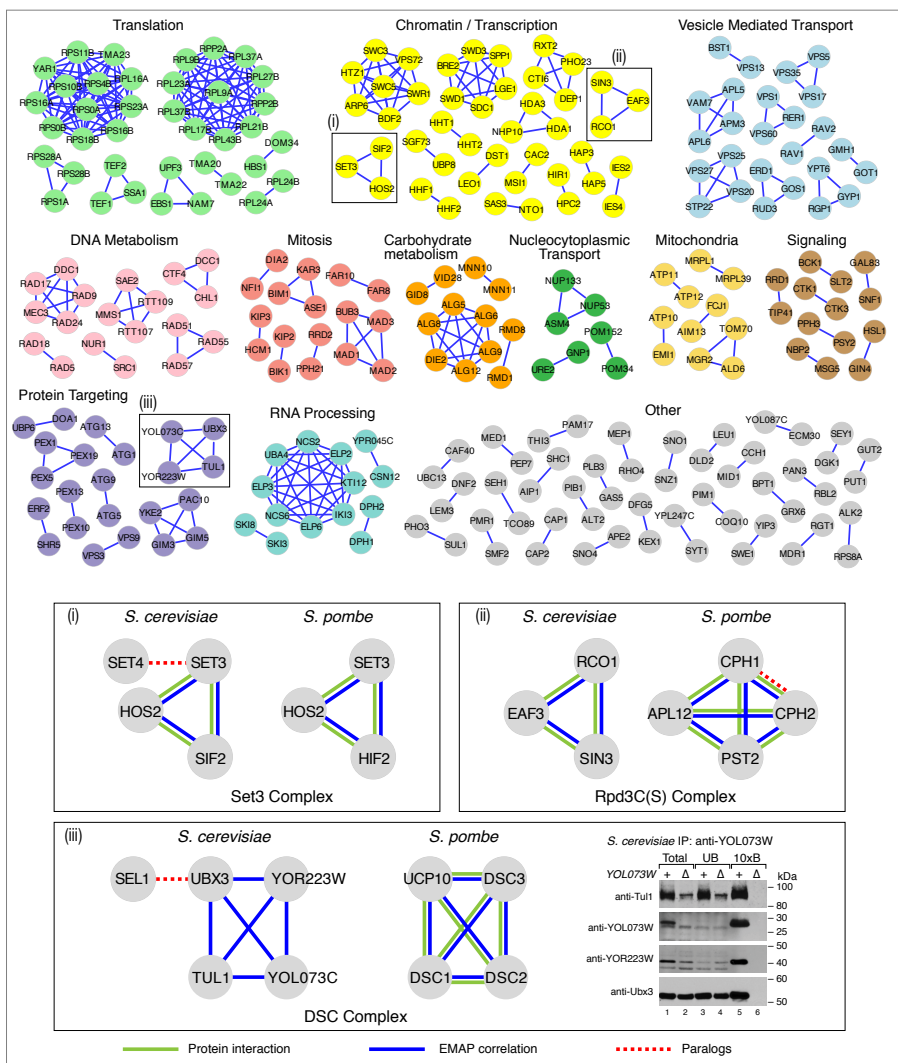 Translation
Chromatin / Transcription
Vesicle Mediated Transport
RPS11B TMA23
YAR1
RPS10B RPS4B RPL16A
RPS16A RPS0A RPS23A
RPS0B RPS16B
RPS18B
RPP2A
RPL9B RPL37A
RPL23A RPL27B
RPL9A
RPL37B RPP2B
RPL17B RPL21B
RPL43B
RPS28A
RPS28B
RPS1A
TEF2
SSA1
TEF1
UPF3
EBS1 NAM7
TMA20
TMA22
DOM34
HBS1
RPL24B
RPL24A
SWC3
VPS72
HTZ1
SWC5
SWR1
ARP6
BDF2
SWD3
BRE2 SPP1
LGE1
SWD1
SDC1
RXT2
PHO23
CTI6
DEP1
(ii)
SIN3
EAF3
RCO1
(i)
SIF2
SET3
HOS2
HHT1
HHT2
SGF73
UBP8
HHF1
HHF2
HDA3
NHP10 HDA1
DST1
LEO1
CAC2
MSI1
SAS3
NTO1
HAP3
HAP5
HIR1
HPC2
IES2
IES4
BST1
VPS13
VPS5
VPS35
VPS17
APL5
VAM7
APM3
APL6
VPS1
RER1
VPS60
RAV2
RAV1
GMH1
GOT1
VPS25
VPS27
VPS20
STP22
ERD1
GOS1
RUD3
YPT6
GYP1
RGP1
DNA Metabolism
Mitosis
Carbohydrate
metabolism
Nucleocytoplasmic
Transport
Mitochondria
Signaling
DDC1
RAD17
RAD9
MEC3
RAD24
SAE2
RTT109
MMS1
RTT107
DCC1
CTF4
CHL1
RAD51
RAD55
RAD57
RAD18
RAD5
NUR1
SRC1
DIA2
NFI1
KAR3
BIM1
ASE1
FAR10
FAR8
KIP3
HCM1
KIP2
BIK1
RRD2
PPH21
BUB3
MAD3
MAD1
MAD2
MNN10
VID28
GID8
MNN11
ALG5
ALG8 ALG6
DIE2 ALG9
ALG12
RMD8
RMD1
NUP133
NUP53
ASM4
POM152
GNP1
URE2
POM34
MRPL1
MRPL39
ATP11
ATP12
FCJ1
ATP10
AIM13
EMI1
TOM70
MGR2
ALD6
BCK1
SLT2
GAL83
SNF1
RRD1
TIP41
CTK1
CTK3
PPH3
PSY2
HSL1
GIN4
NBP2
MSG5
Protein Targeting
(iii)
RNA Processing
Other
DOA1
UBP6
PEX1
PEX19
PEX5
ATG13
ATG1
YOL073C UBX3
YOR223W TUL1
PEX13
PEX10
ERF2
SHR5
ATG9
ATG5
VPS9
VPS3
PAC10
YKE2
GIM3 GIM5
NCS2
UBA4 ELP2
ELP3 KTI12
NCS6 IKI3
ELP6
YPR045C
CSN12
DPH2
DPH1
SKI8
SKI3
CAF40
UBC13
DNF2
LEM3
PHO3
SUL1
MED1
PEP7
SEH1
TCO89
PMR1
SMF2
THI3
PAM17
SHC1
AIP1
CAP1
CAP2
PIB1
ALT2
SNO4
APE2
PLB3
GAS5
MEP1
RHO4
DFG5
KEX1
SNO1
SNZ1
YPL247C
SYT1
LEU1
DLD2
PIM1
COQ10
CCH1
MID1
SWE1
YIP3
YOL087C
ECM30
BPT1
GRX6
PAN3
RBL2
MDR1
RGT1
SEY1
DGK1
GUT2
PUT1
ALK2
RPS8A
(i)
S. cerevisiae
S. pombe
SET4 SET3
HOS2
SIF2
SET3
HOS2
HIF2
Set3 Complex
(ii)
S. cerevisiae
S. pombe
RCO1
EAF3
SIN3
CPH1
APL12 CPH2
PST2
Rpd3C(S) Complex
(iii)
S. cerevisiae
S. pombe
SEL1 UBX3 YOR223W
TUL1 YOL073C
UCP10 DSC3
DSC1 DSC2
DSC Complex
S. cerevisiae IP: anti-YOL073W
Total UB 10xB
YOL073W + Δ + Δ + Δ kDa
anti-Tul1
100
80
anti-YOL073W
30
25
anti-YOR223W
50
40
anti-Ubx3
60
50
1 2 3 4 5 6
Protein interaction
EMAP correlation
Paralogs